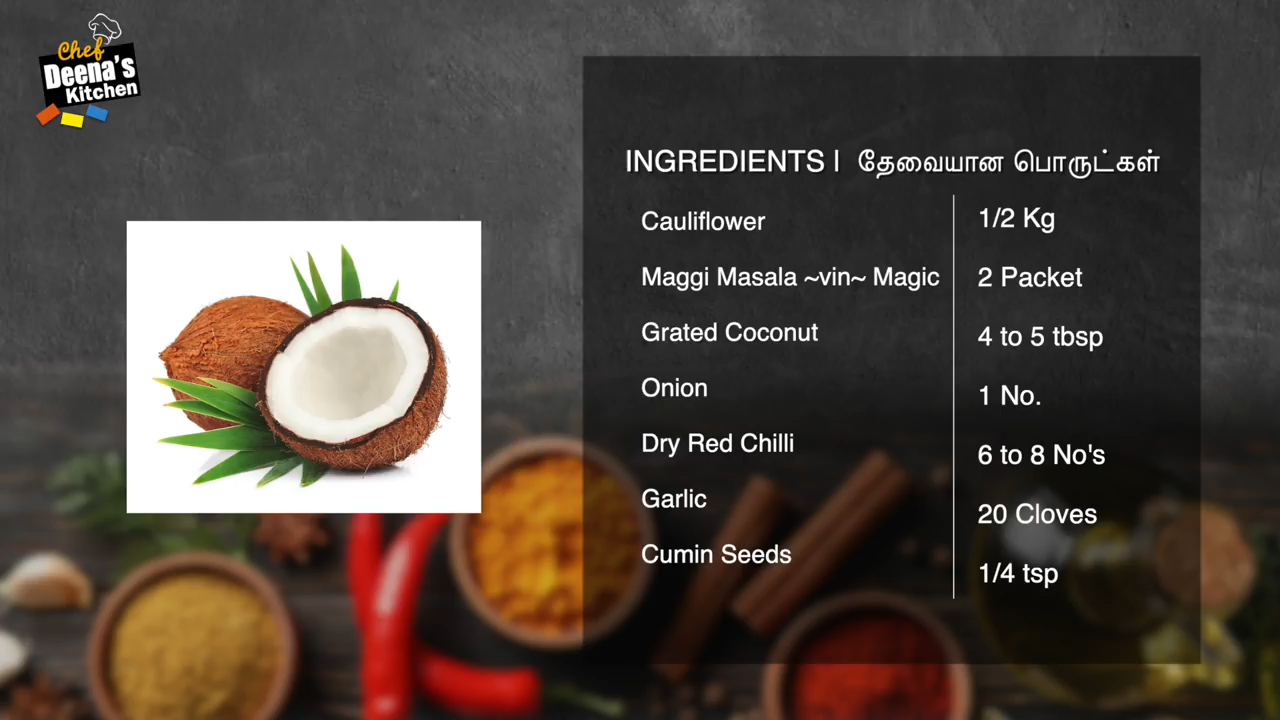 Chef
Deena's
Kitchen
INGREDIENTS | தேவையான பொருட்கள்
Cauliflower 1/2 Kg
Maggi Masala ~vin~ Magic 2 Packet
Grated Coconut 4 to 5 tbsp
Onion 1 No.
Dry Red Chilli 6 to 8 No's
Garlic 20 Cloves
Cumin Seeds 1/4 tsp